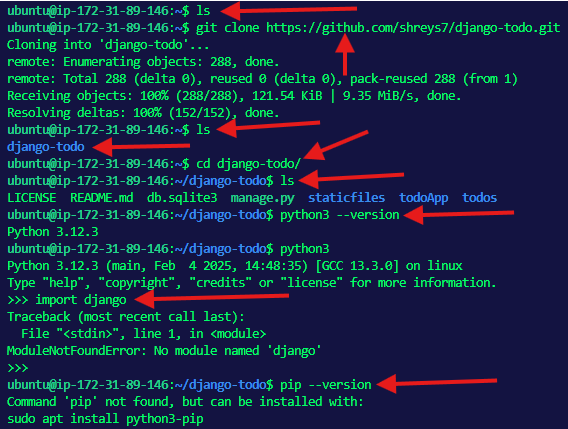 ubuntu@ip-172-31-89-146:~$ ls
ubuntu@ip-172-31-89-146:~$ git clone https://github.com/shreys7/django-todo.git
Cloning into 'django-todo'...
remote: Enumerating objects: 288, done.
remote: Total 288 (delta 0), reused 0 (delta 0), pack-reused 288 (from 1)
Receiving objects: 100% (288/288), 121.54 KiB | 9.35 MiB/s, done.
Resolving deltas: 100% (152/152), done.
ubuntu@ip-172-31-89-146:~$ ls
django-todo
ubuntu@ip-172-31-89-146:~$ cd django-todo/
ubuntu@ip-172-31-89-146:~/django-todo$ ls
LICENSE  README.md  db.sqlite3  manage.py  staticfiles  todoApp  todos
ubuntu@ip-172-31-89-146:~/django-todo$ python3 --version
Python 3.12.3
ubuntu@ip-172-31-89-146:~/django-todo$ python3
Python 3.12.3 (main, Feb  4 2025, 14:48:35) [GCC 13.3.0] on linux
Type "help", "copyright", "credits" or "license" for more information.
>>> import django
Traceback (most recent call last):
  File "<stdin>", line 1, in <module>
ModuleNotFoundError: No module named 'django'
>>>
ubuntu@ip-172-31-89-146:~/django-todo$ pip --version
Command 'pip' not found, but can be installed with:
sudo apt install python3-pip